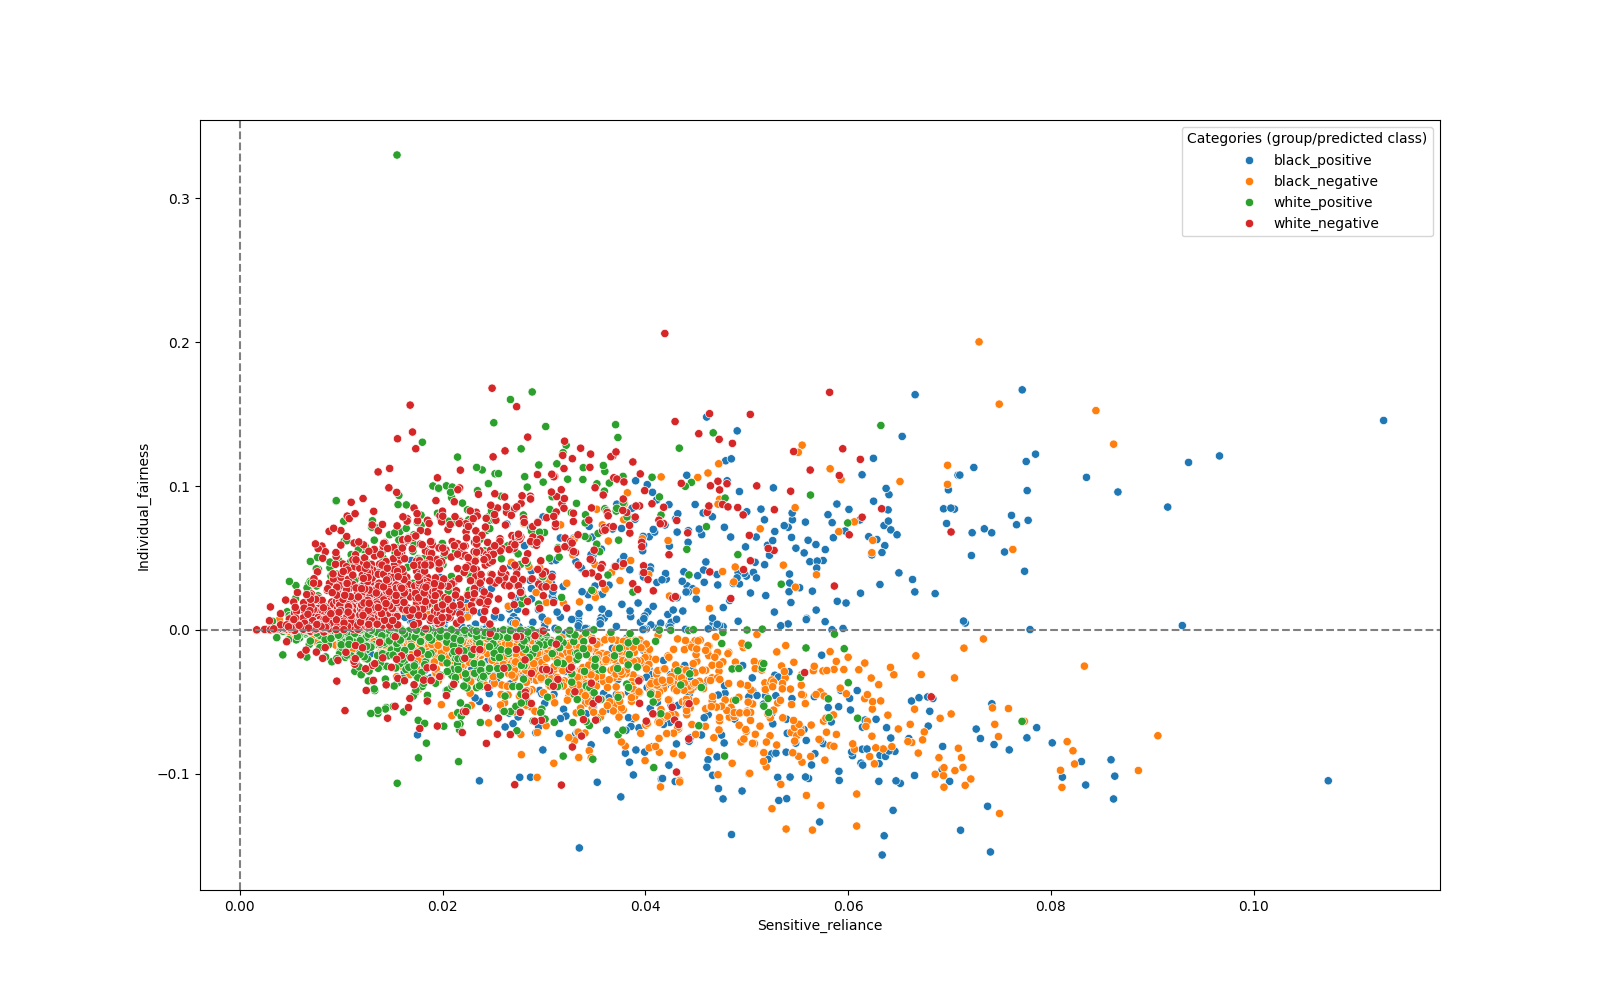 Categories (group/predicted class)
black_positive
black_negative
white_positive
white_negative
0.3
0.2
0.1
0.0
−0.1
Individual_fairness
0.00
0.02
0.04
0.06
0.08
0.10
Sensitive_reliance